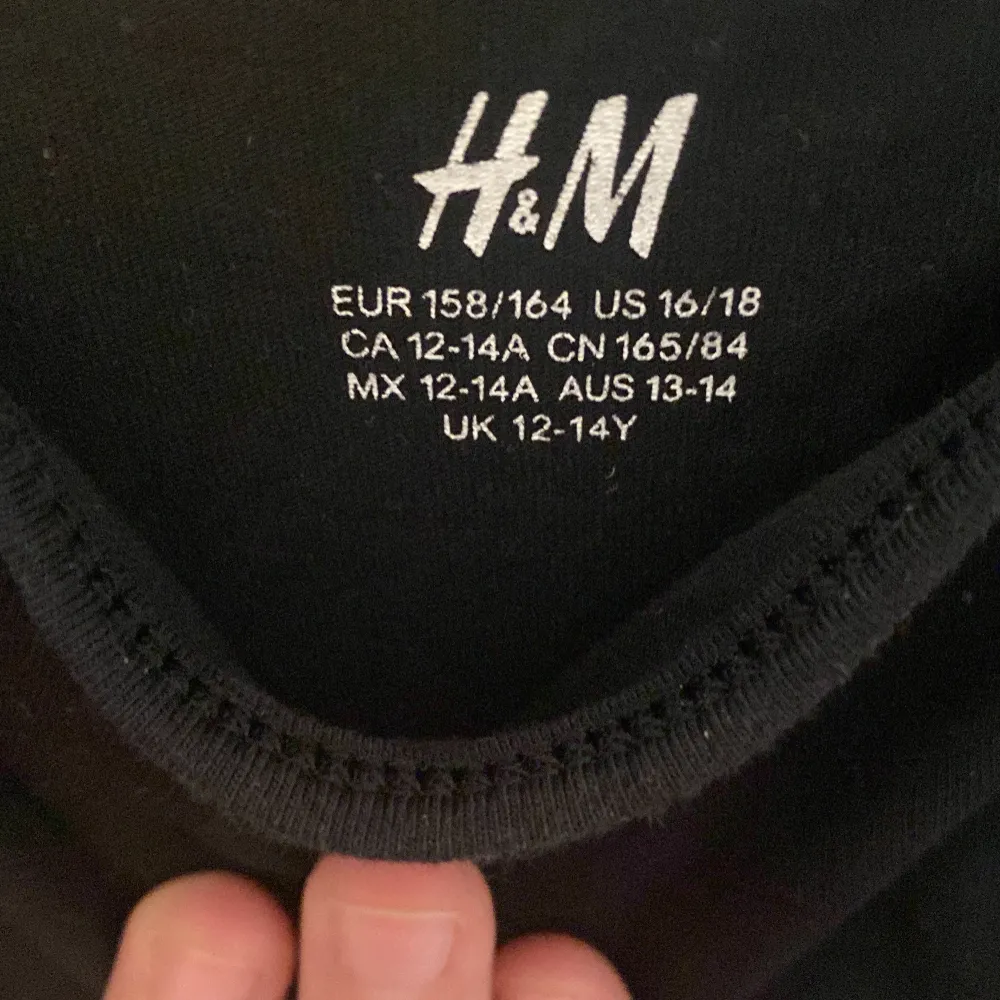 H&M
EUR 158/164 US 16/18
CA 12-14A CN 165/84
MX 12-14A AUS 13-14
UK 12-14Y